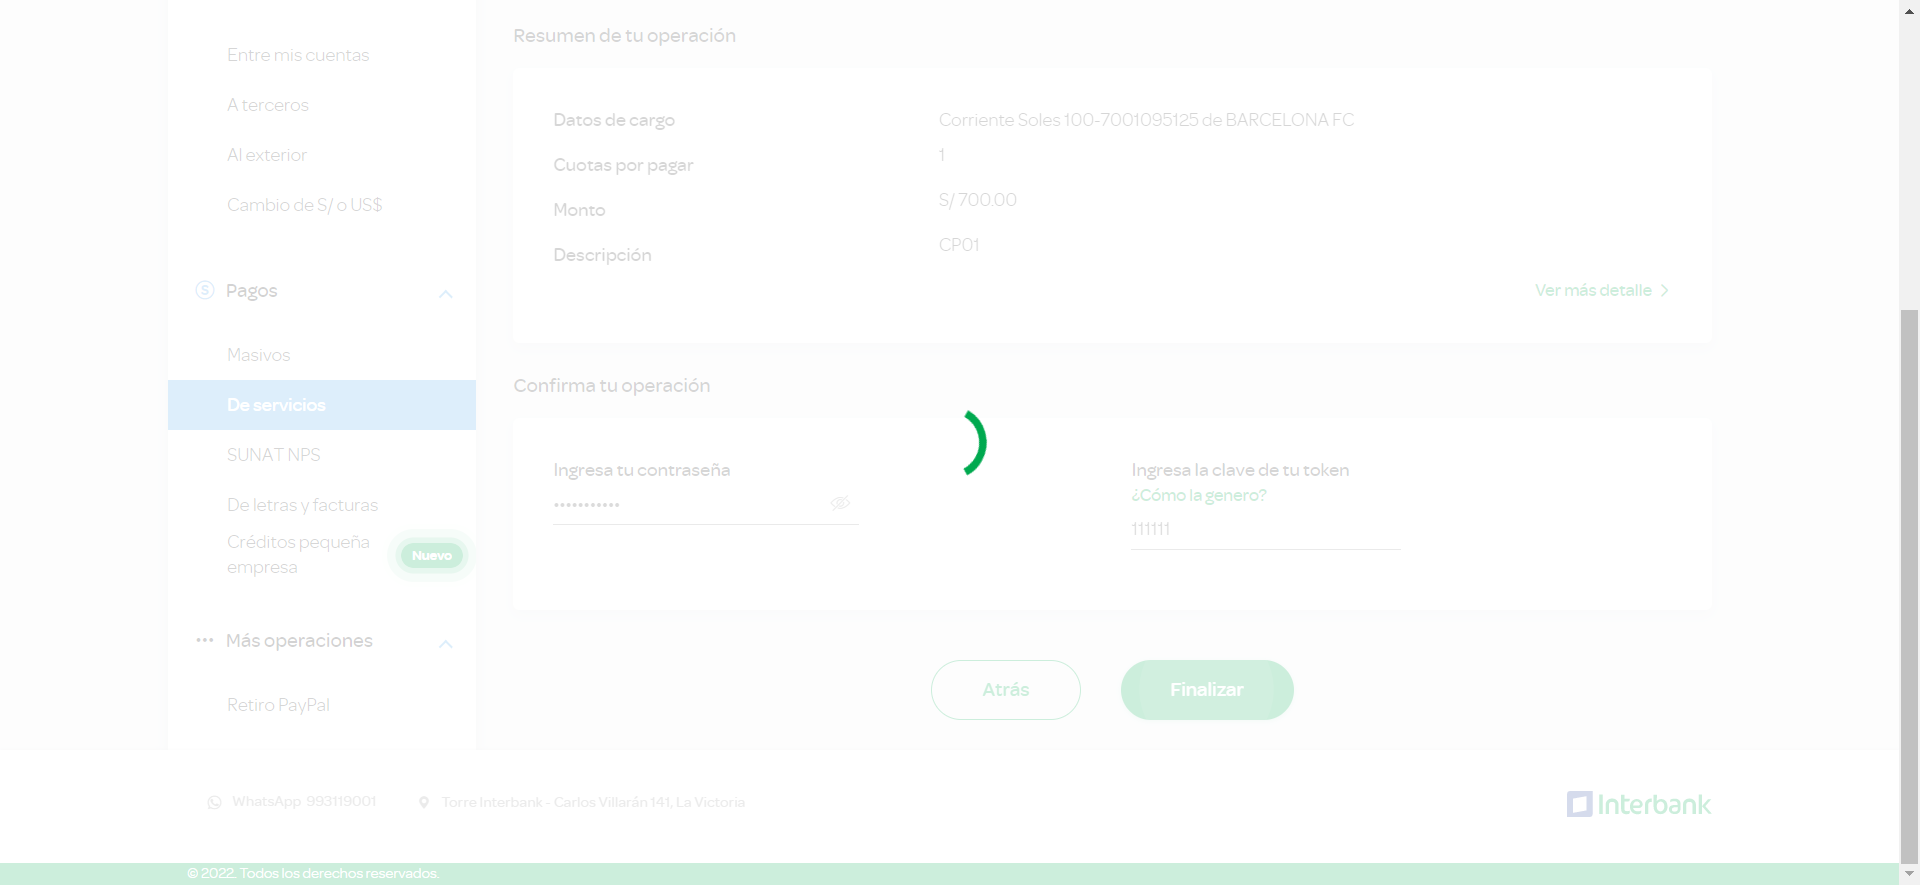 Entre mis cuentas
A terceros
Al exterior
Cambio de S/ o US$
Pagos
Masivos
De servicios
SUNAT NPS
De letras y facturas
Créditos pequeña
empresa
Nuevo
Más operaciones
Retiro PayPal
Resumen de tu operación
Datos de cargo
Corriente Soles 100-7001095125 de BARCELONA FC
Cuotas por pagar
1
Monto
S/ 700.00
Descripción
CP01
Ver más detalle
Confirma tu operación
Ingresa tu contraseña
•••••••••••
Ingresa la clave de tu token
¿Cómo la genero?
111111
Atrás
Finalizar
WhatsApp 993119001
Torre Interbank - Carlos Villarán 141, La Victoria
Interbank
© 2022. Todos los derechos reservados.